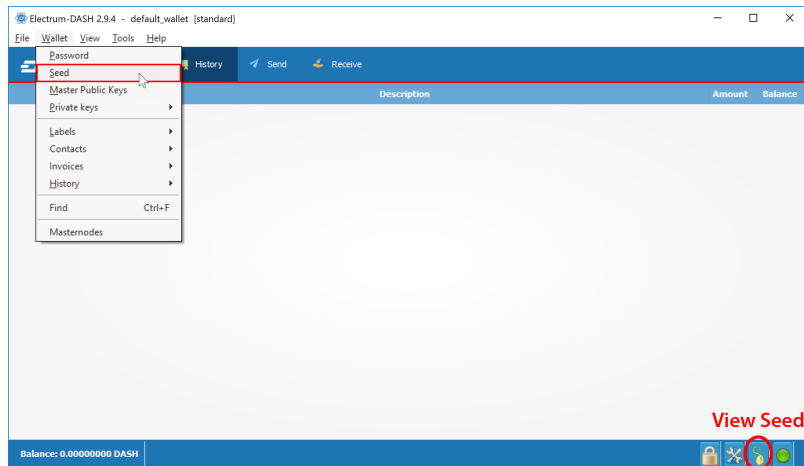 Electrum-DASH 2.9.4 - default_wallet [standard]
File Wallet View Tools Help
Password
Seed
Master Public Keys
Private keys
Labels
Contacts
Invoices
History
Find Ctrl+F
Masternodes
History Send Receive
Description Amount Balance
View Seed
Balance: 0.00000000 DASH